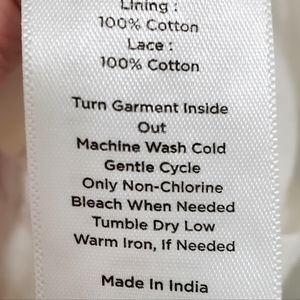 Lining :
100% Cotton
Lace :
100% Cotton
Turn Garment Inside
Out
Machine Wash Cold
Gentle Cycle
Only Non-Chlorine
Bleach When Needed
Tumble Dry Low
Warm Iron, If Needed
Made In India